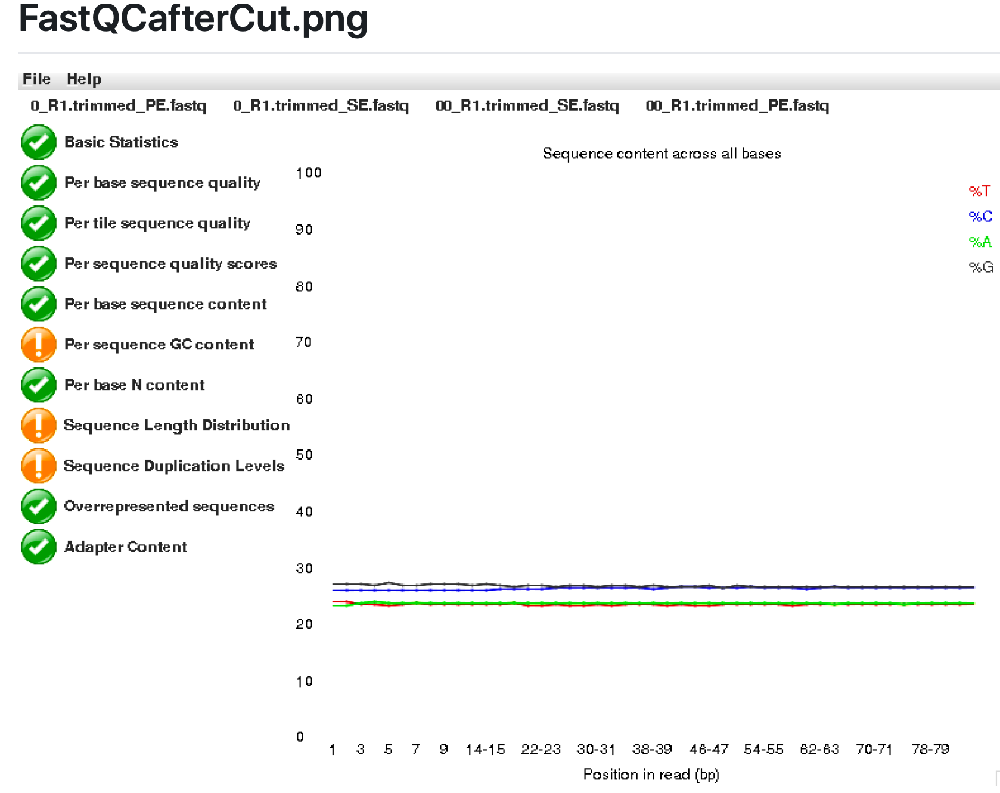 FastQCafterCut.png
File Help
0_R1.trimmed_PE.fastq 0_R1.trimmed_SE.fastq 00_R1.trimmed_SE.fastq 00_R1.trimmed_PE.fastq
Basic Statistics
Per base sequence quality
Per tile sequence quality
Per sequence quality scores
Per base sequence content
Per sequence GC content
Per base N content
Sequence Length Distribution
Sequence Duplication Levels
Overrepresented sequences
Adapter Content
Sequence content across all bases
%T
%C
%A
%G
100
90
80
70
60
50
40
30
20
10
0
1 3 5 7 9 14-15 22-23 30-31 38-39 46-47 54-55 62-63 70-71 78-79
Position in read (bp)